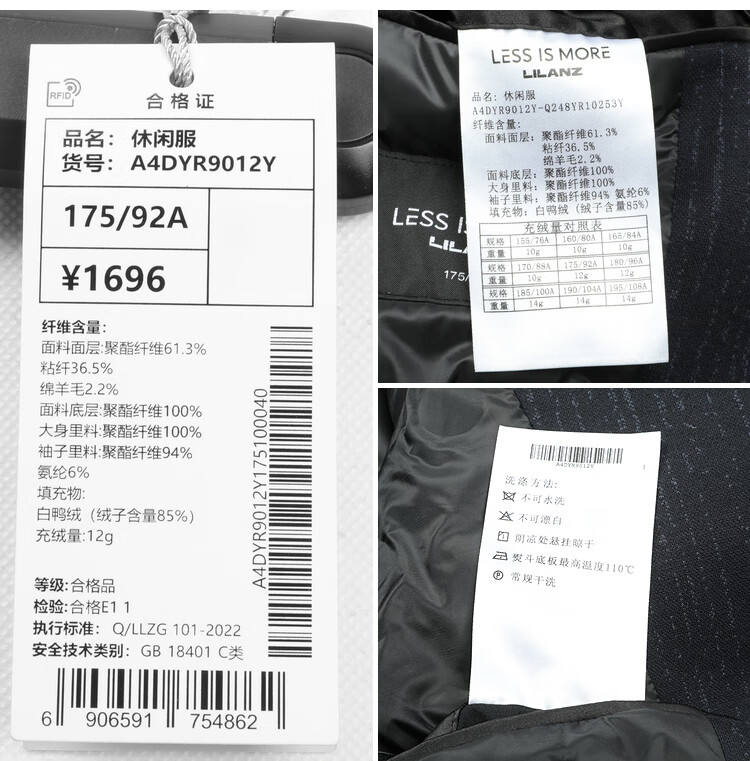 RFID
合格证
品名： 休闲服
货号： A4DYR9012Y
175/92A
¥1696
纤维含量：
面料面层:聚酯纤维61.3%
粘纤36.5%
绵羊毛2.2%
面料底层:聚酯纤维100%
大身里料:聚酯纤维100%
袖子里料:聚酯纤维94%
氨纶6%
填充物:
白鸭绒（绒子含量85%）
充绒量:12g
A4DYR9012Y175100040
等级:合格品
检验:合格E1 1
执行标准: Q/LLZG 101-2022
安全技术类别: GB 18401 C类
6 906591 754862
LESS IS MORE
LILANZ
品名: 休闲服
A4DYR9012Y-Q248YR10253Y
纤维含量:
面料面层: 聚酯纤维61.3%
粘纤36.5%
绵羊毛2.2%
面料底层: 聚酯纤维100%
大身里料: 聚酯纤维100%
袖子里料: 聚酯纤维94% 氨纶6%
填充物: 白鸭绒（绒子含量85%）
充绒量对照表
规格 155/76A 160/80A 165/84A
重量 10g 10g 10g
规格 170/88A 175/92A 180/96A
重量 10g 12g 12g
规格 185/100A 190/104A 195/108A
重量 14g 14g 14g
LESS IS
LILA
175/
A4DYR9012Y 1
洗涤方法:
不可水洗
不可漂白
阴凉处悬挂晾干
熨斗底板最高温度110℃
P 常规干洗